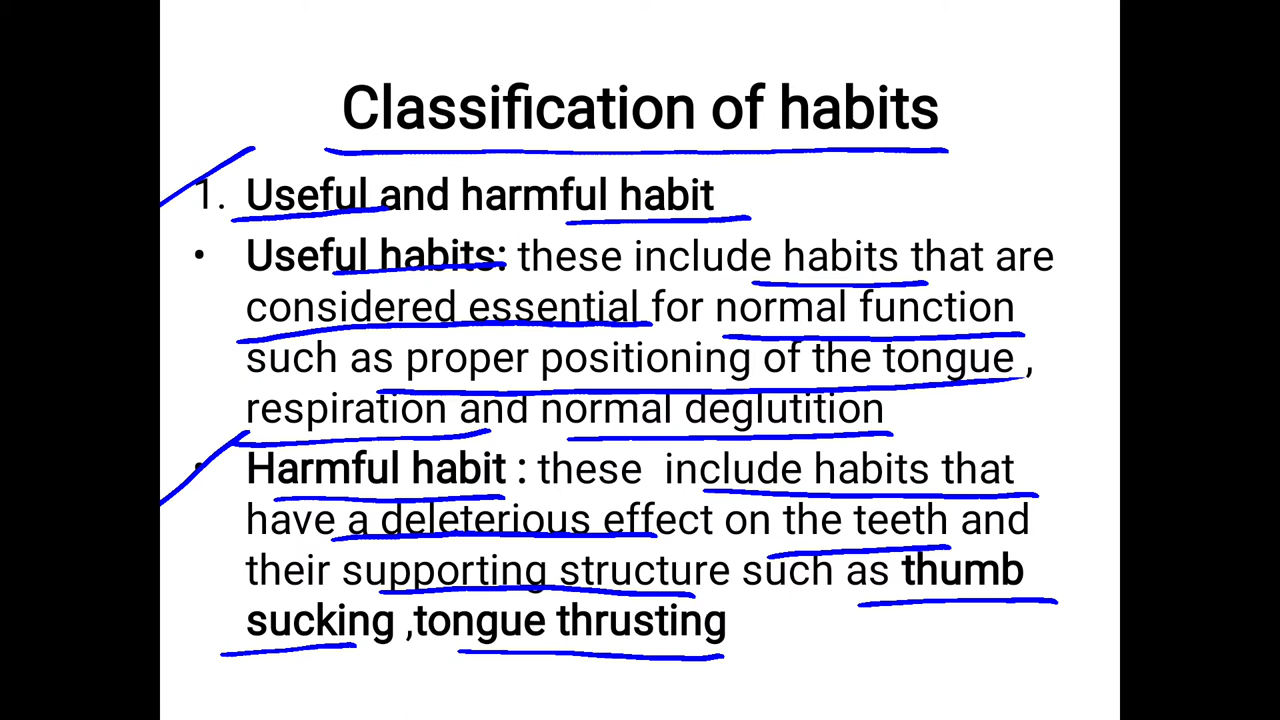 Classification of habits
1. Useful and harmful habit
• Useful habits: these include habits that are
considered essential for normal function
such as proper positioning of the tongue ,
respiration and normal deglutition
• Harmful habit : these include habits that
have a deleterious effect on the teeth and
their supporting structure such as thumb
sucking ,tongue thrusting